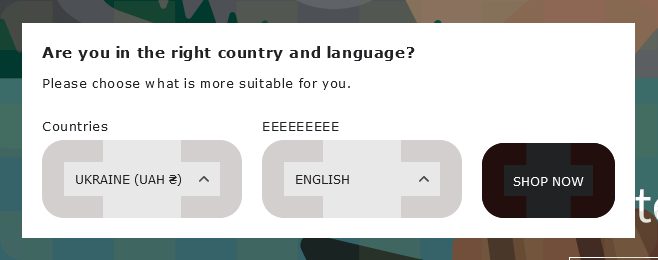 Are you in the right country and language?
Please choose what is more suitable for you.
Countries
EEEEEEEEE
UKRAINE (UAH ₴)
ENGLISH
SHOP NOW